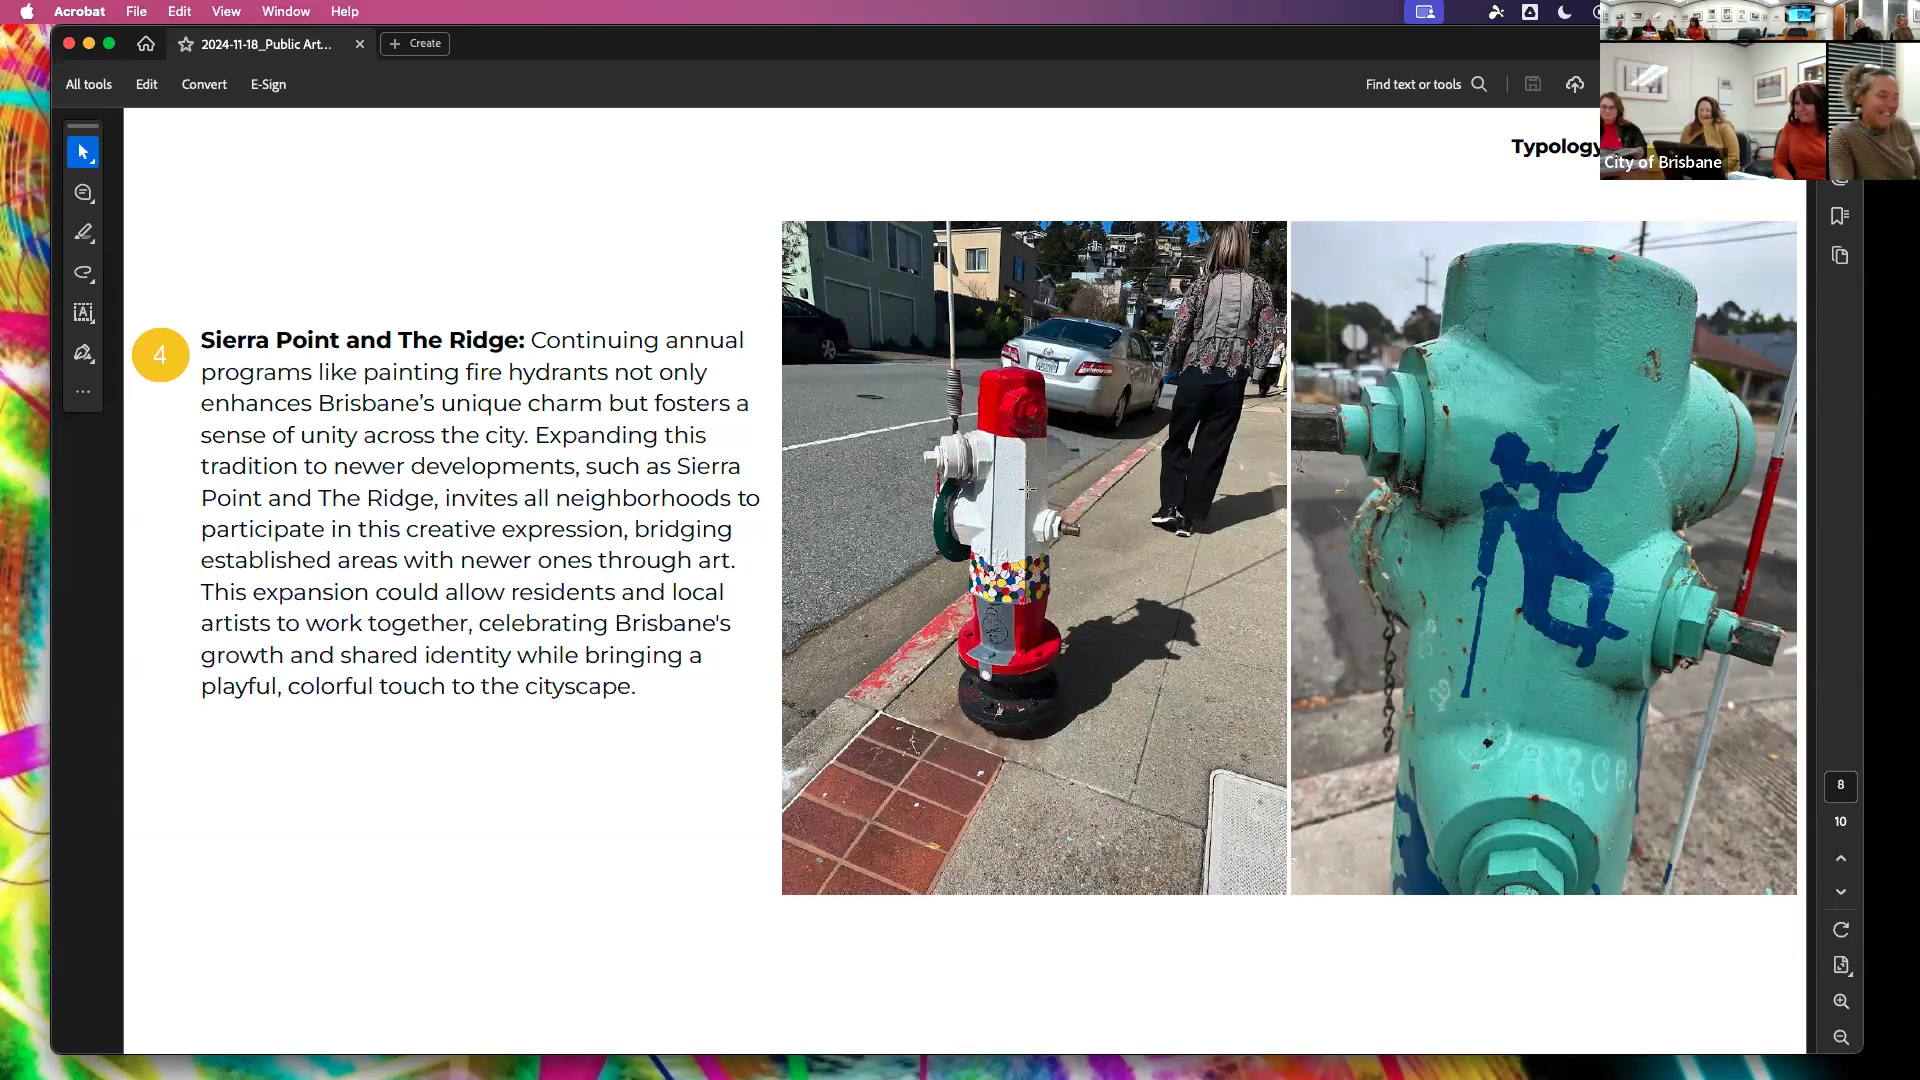 Acrobat File Edit View Window Help
2024-11-18_Public Art...
Create
All tools Edit Convert E-Sign
Find text or tools
Typology
City of Brisbane
4
Sierra Point and The Ridge: Continuing annual
programs like painting fire hydrants not only
enhances Brisbane’s unique charm but fosters a
sense of unity across the city. Expanding this
tradition to newer developments, such as Sierra
Point and The Ridge, invites all neighborhoods to
participate in this creative expression, bridging
established areas with newer ones through art.
This expansion could allow residents and local
artists to work together, celebrating Brisbane's
growth and shared identity while bringing a
playful, colorful touch to the cityscape.
8
10